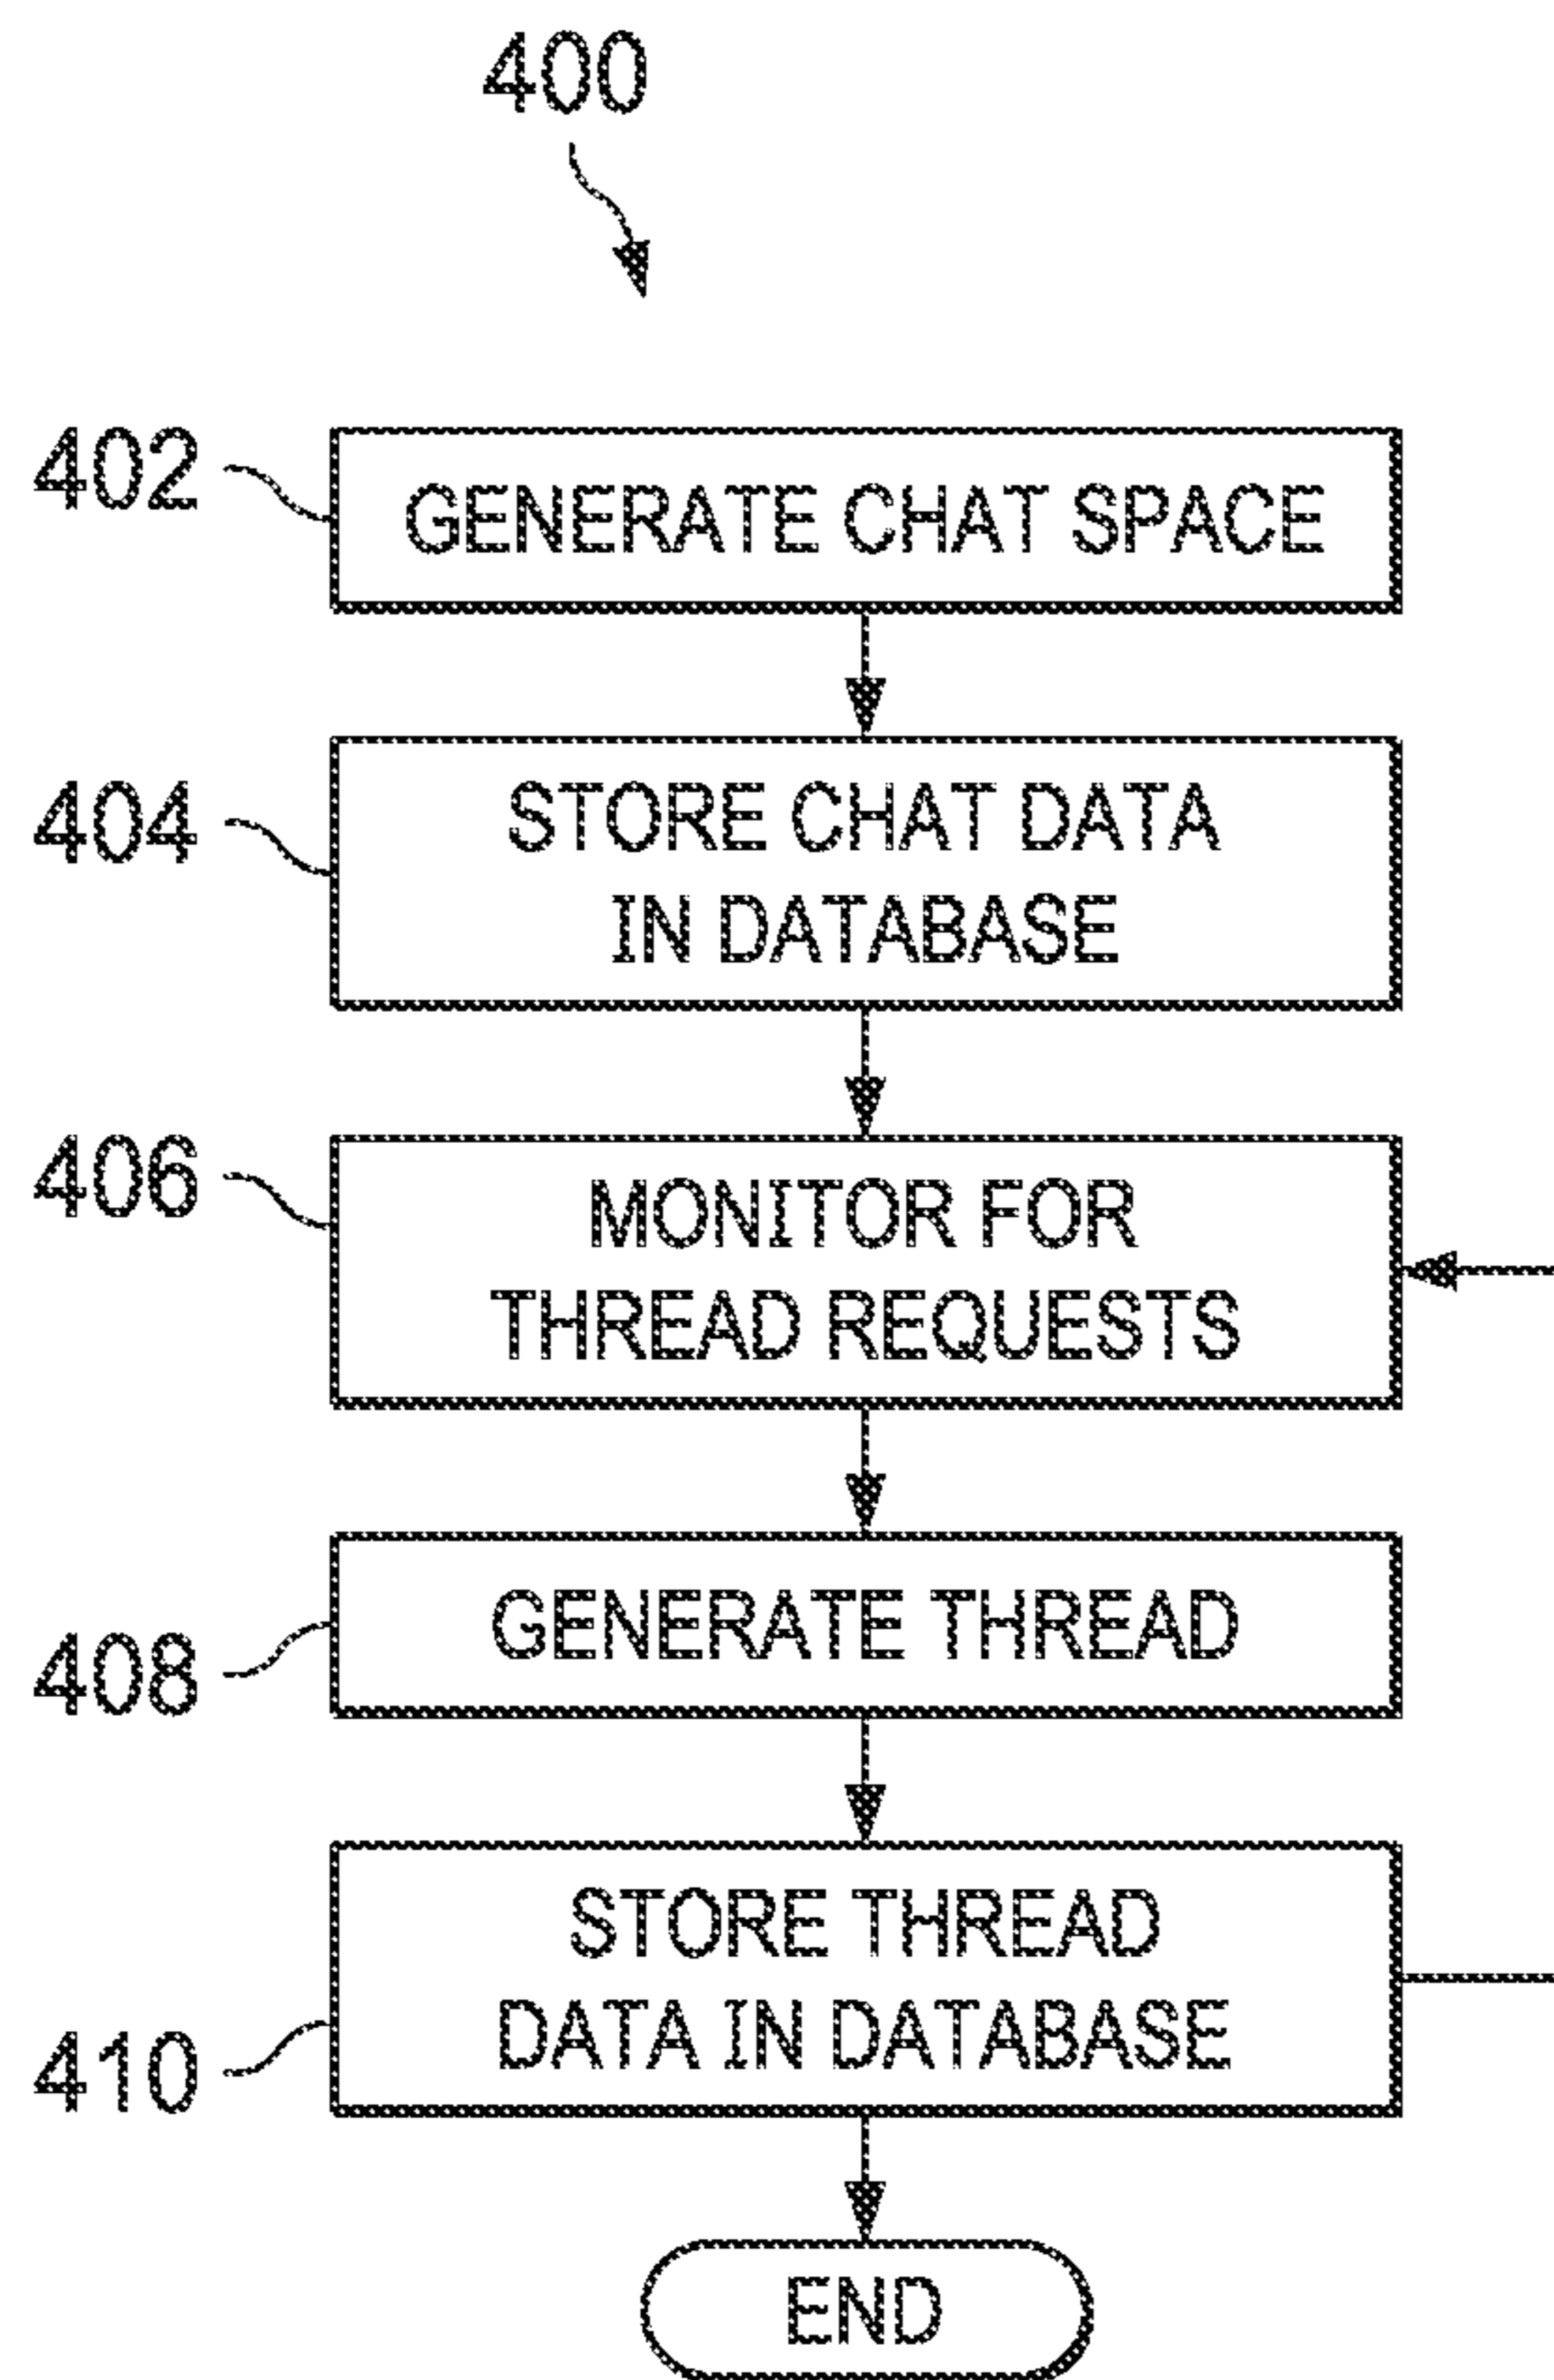 400
402
GENERATE CHAT SPACE
404
STORE CHAT DATA
IN DATABASE
406
MONITOR FOR
THREAD REQUESTS
408
GENERATE THREAD
410
STORE THREAD
DATA IN DATABASE
END